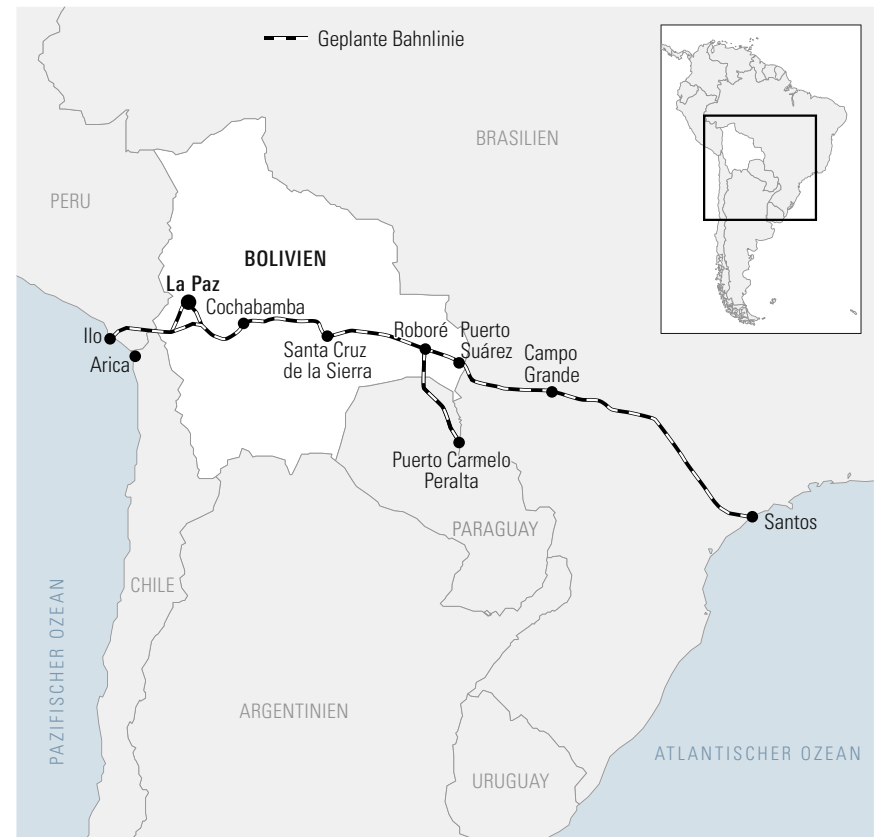 Geplante Bahnlinie
BRASILIEN
PERU
BOLIVIEN
La Paz
Cochabamba
Ilo
Arica
Santa Cruz
de la Sierra
Roboré
Puerto
Suárez
Campo
Grande
Puerto Carmelo
Peralta
Santos
PARAGUAY
CHILE
PAZIFISCHER OZEAN
ARGENTINIEN
ATLANTISCHER OZEAN
URUGUAY